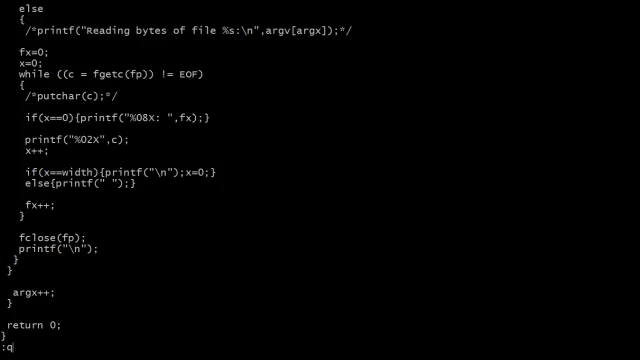 else
{
/*printf("Reading bytes of file %s:\n",argv[argx]);*/
fx=0;
x=0;
while ((c = fgetc(fp)) != EOF)
{
/*putchar(c);*/
if(x==0){printf("%08X: ",fx);}
printf("%02X",c);
x++;
if(x==width){printf("\n");x=0;}
else{printf(" ");}
fx++;
}
fclose(fp);
printf("\n");
}
}
argx++;
}
return 0;
}
:q